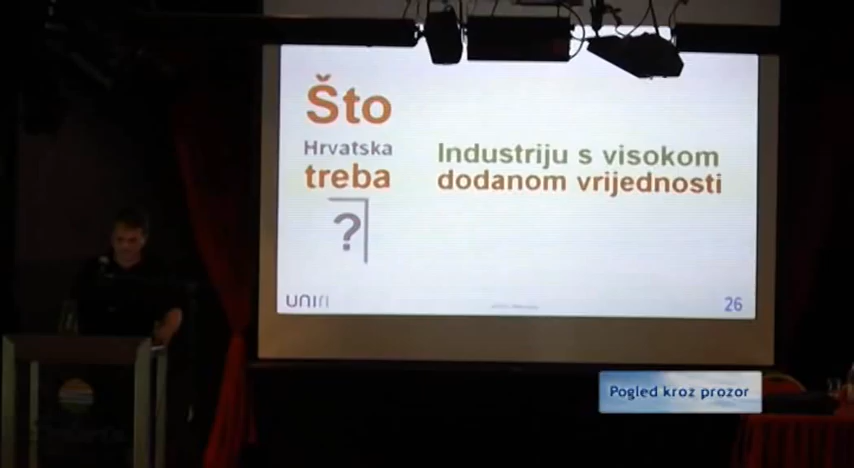 Što
Hrvatska
treba
?
Industriju s visokom
dodanom vrijednosti
uniri
26
Pogled kroz prozor